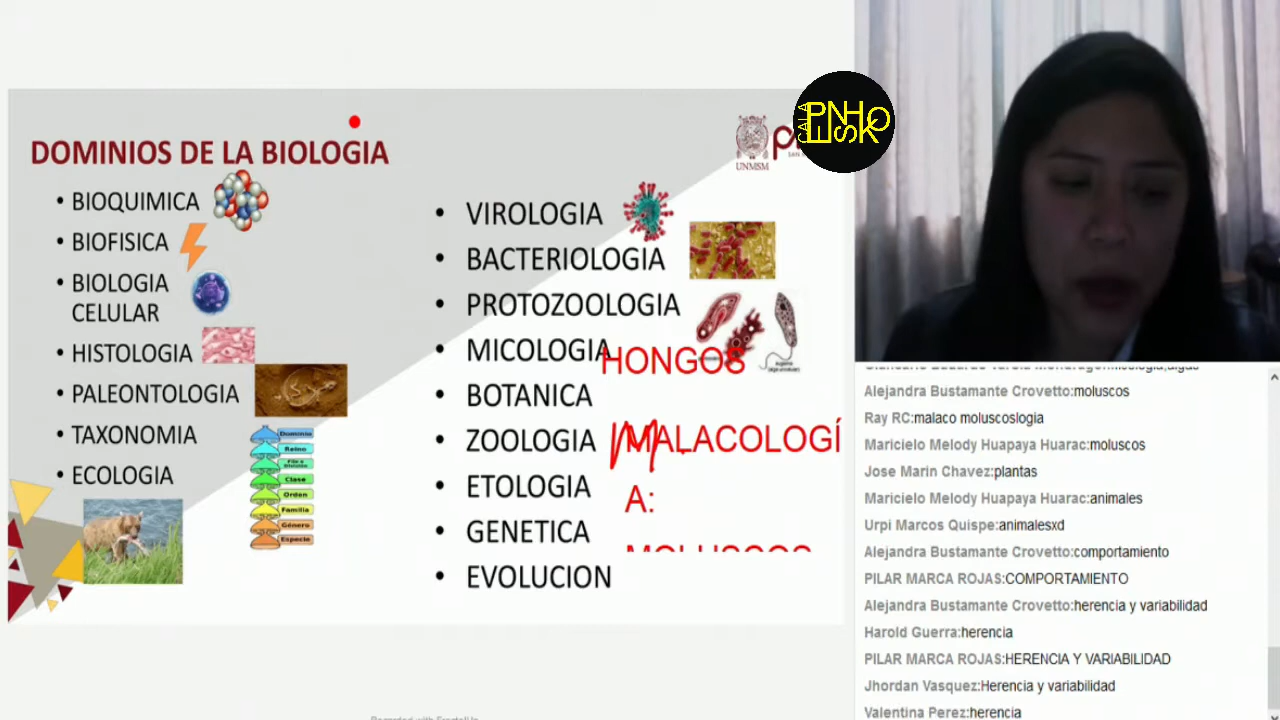 DOMINIOS DE LA BIOLOGIA
• BIOQUIMICA
• BIOFISICA
• BIOLOGIA
CELULAR
• HISTOLOGIA
• PALEONTOLOGIA
• TAXONOMIA
• ECOLOGIA
Dominio
Reino
Clase
Orden
Familia
Género
Especie
• VIROLOGIA
• BACTERIOLOGIA
• PROTOZOOLOGIA
• MICOLOGIA
HONGOS
• BOTANICA
• ZOOLOGIA
MALACOLOGÍ
A:
MOLUSCOS
• ETOLOGIA
• GENETICA
• EVOLUCION
UNMSM
Alejandra Bustamante Crovetto:moluscos
Ray RC:malaco moluscoslogia
Maricielo Melody Huapaya Huarac:moluscos
Jose Marin Chavez:plantas
Maricielo Melody Huapaya Huarac:animales
Urpi Marcos Quispe:animalesxd
Alejandra Bustamante Crovetto:comportamiento
PILAR MARCA ROJAS:COMPORTAMIENTO
Alejandra Bustamante Crovetto:herencia y variabilidad
Harold Guerra:herencia
PILAR MARCA ROJAS:HERENCIA Y VARIABILIDAD
Jhordan Vasquez:Herencia y variabilidad
Valentina Perez:herencia